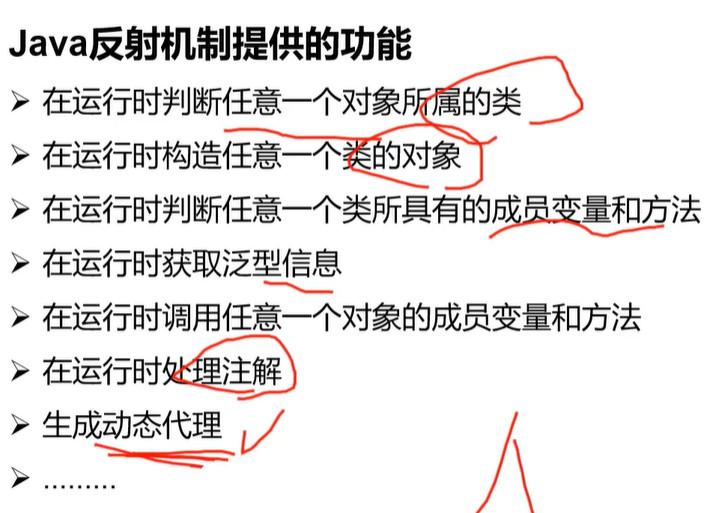 Java反射机制提供的功能
➢ 在运行时判断任意一个对象所属的类
➢ 在运行时构造任意一个类的对象
➢ 在运行时判断任意一个类所具有的成员变量和方法
➢ 在运行时获取泛型信息
➢ 在运行时调用任意一个对象的成员变量和方法
➢ 在运行时处理注解
➢ 生成动态代理
➢ ………